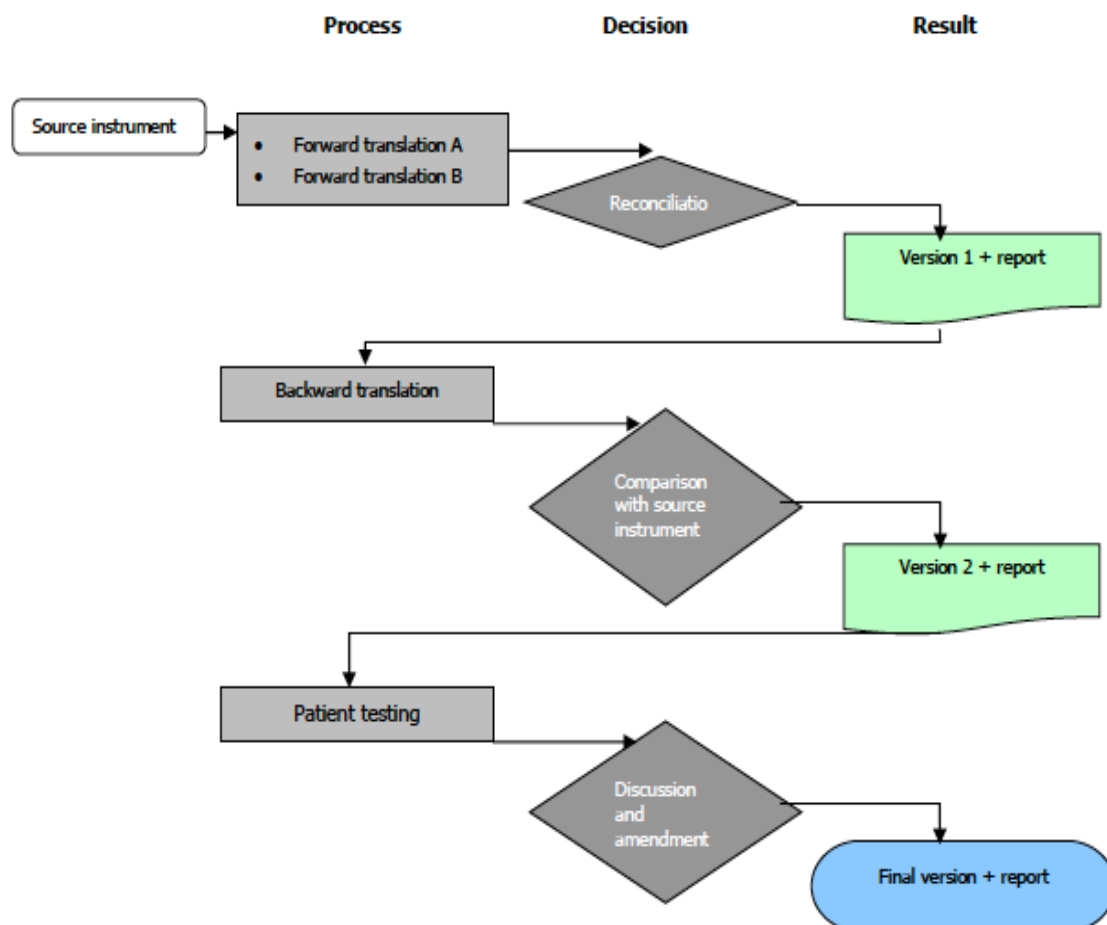 Process Decision Result
Source instrument
• Forward translation A
• Forward translation B
Reconciliatio
Version 1 + report
Backward translation
Comparison
with source
instrument
Version 2 + report
Patient testing
Discussion
and
amendment
Final version + report